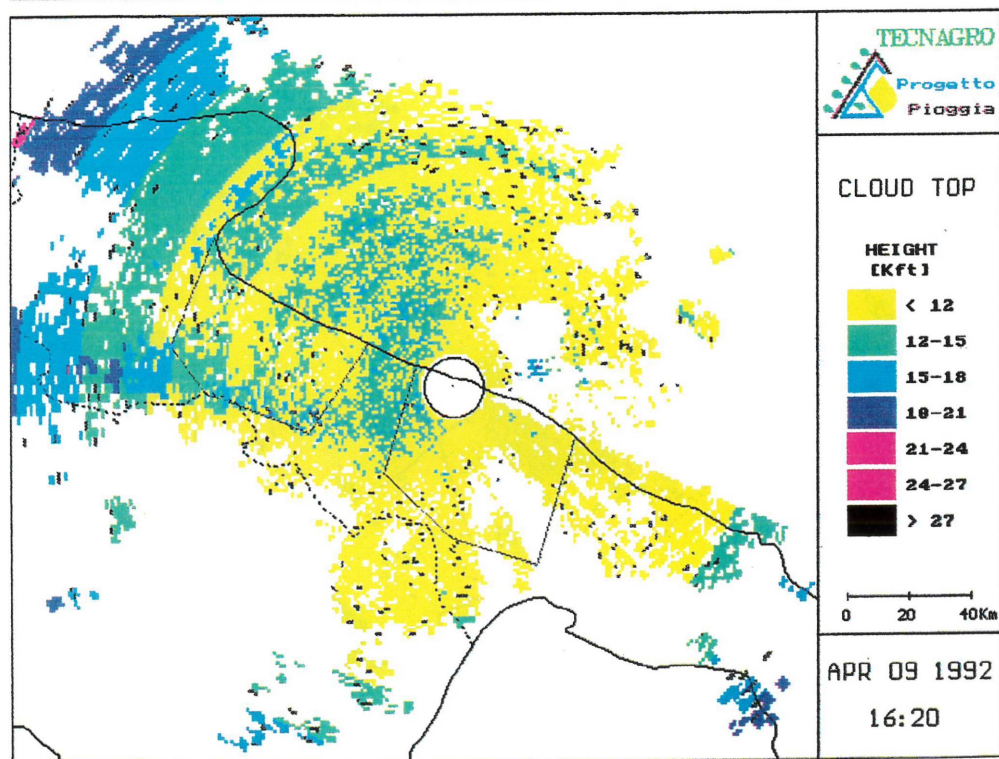 TECNAGRO
Progetto
Pioggia
CLOUD TOP
HEIGHT
[Kft]
< 12
12-15
15-18
18-21
21-24
24-27
> 27
0 20 40Km
APR 09 1992
16:20